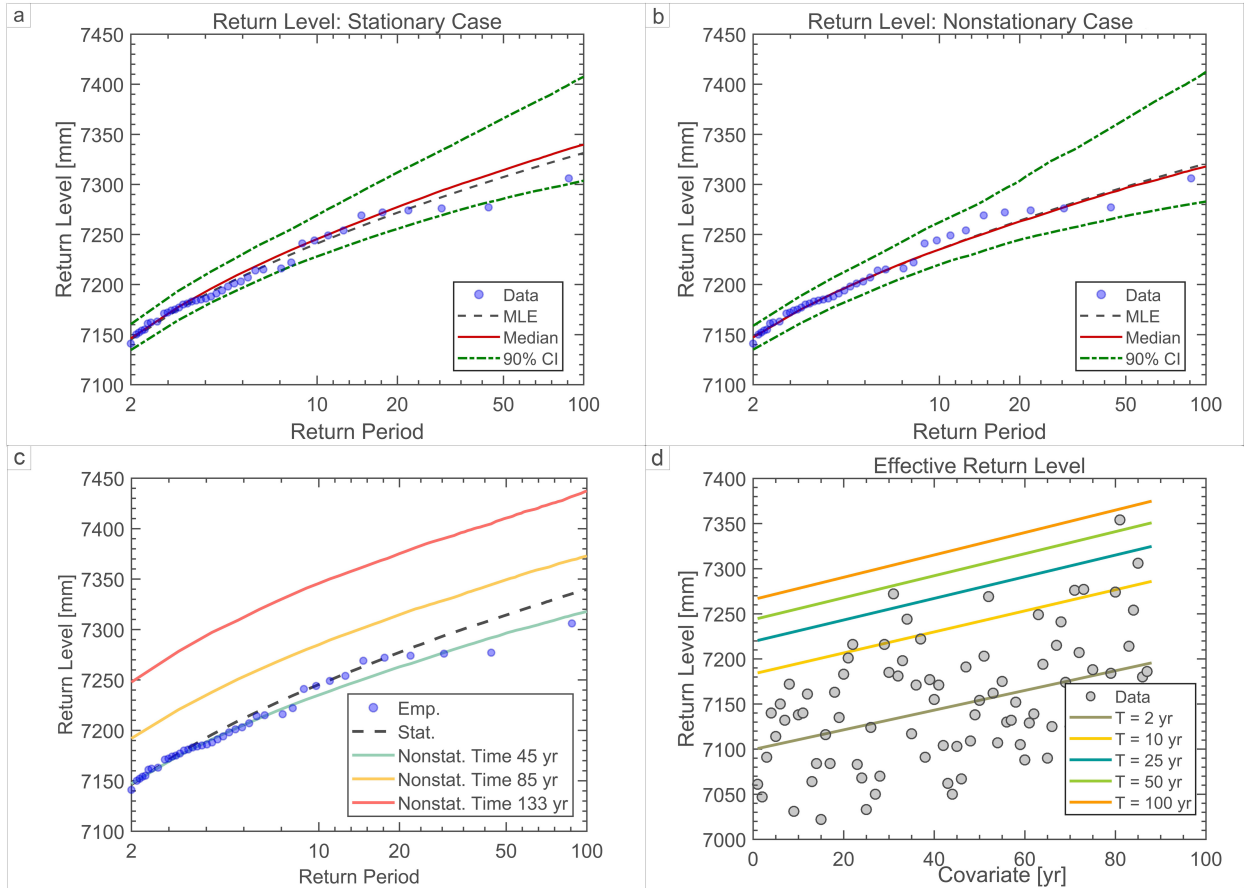 a
Return Level: Stationary Case
7450
7400
7350
7300
7250
7200
7150
7100
Return Level [mm]
2
10
20
100
Return Period
Data
MLE
Median
90% CI
b
Return Level: Nonstationary Case
7450
7400
7350
7300
7250
7200
7150
7100
Return Level [mm]
2
10
20
100
Return Period
Data
MLE
Median
90% CI
c
7450
7400
7350
7300
7250
7200
7150
7100
Return Level [mm]
2
10
20
100
Return Period
Emp.
Stat.
Nonstat. Time 45 yr
Nonstat. Time 85 yr
Nonstat. Time 133 yr
d
Effective Return Level
7400
7350
7300
7250
7200
7150
7100
7050
7000
Return Level [mm]
0
20
40
60
80
100
Covariate [yr]
Data
T = 2 yr
T = 10 yr
T = 25 yr
T = 50 yr
T = 100 yr